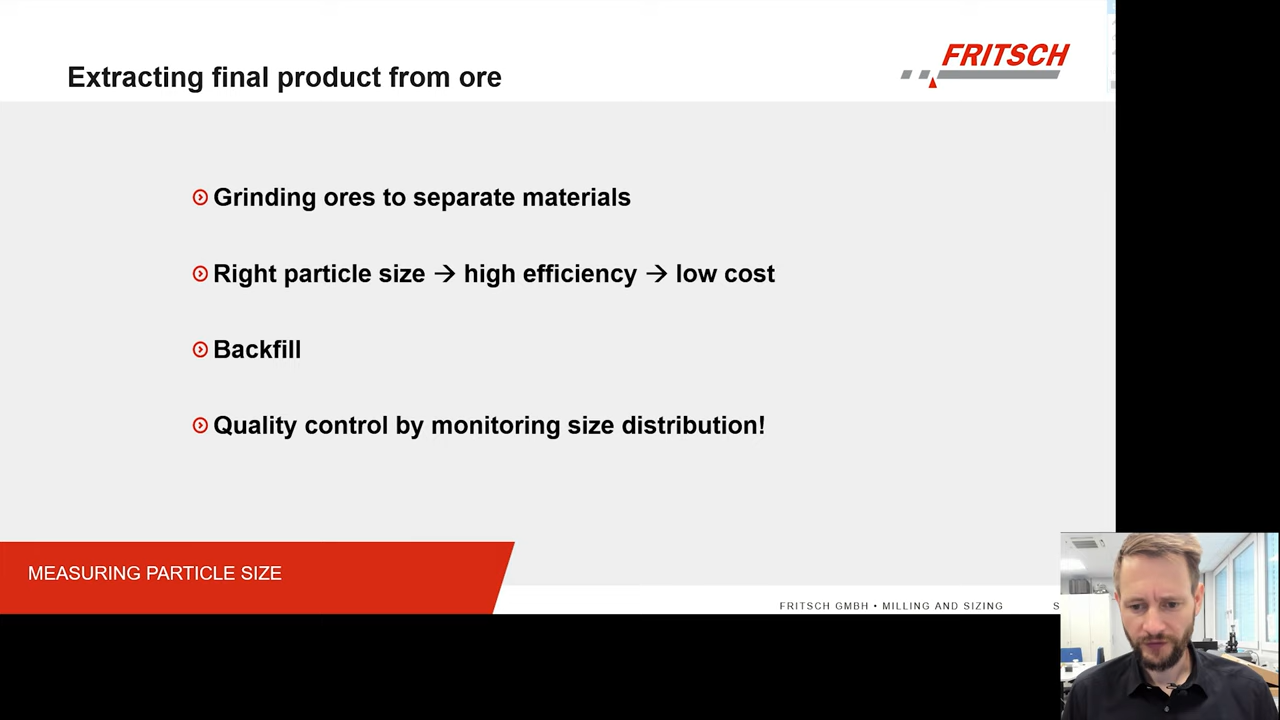 Extracting final product from ore
FRITSCH
Grinding ores to separate materials
Right particle size → high efficiency → low cost
Backfill
Quality control by monitoring size distribution!
MEASURING PARTICLE SIZE
FRITSCH GMBH • MILLING AND SIZING